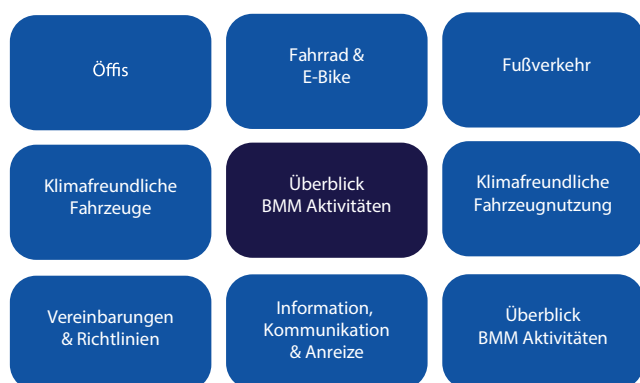 Öffis
Fahrrad &
E-Bike
Fußverkehr
Klimafreundliche
Fahrzeuge
Überblick
BMM Aktivitäten
Klimafreundliche
Fahrzeugnutzung
Vereinbarungen
& Richtlinien
Information,
Kommunikation
& Anreize
Überblick
BMM Aktivitäten